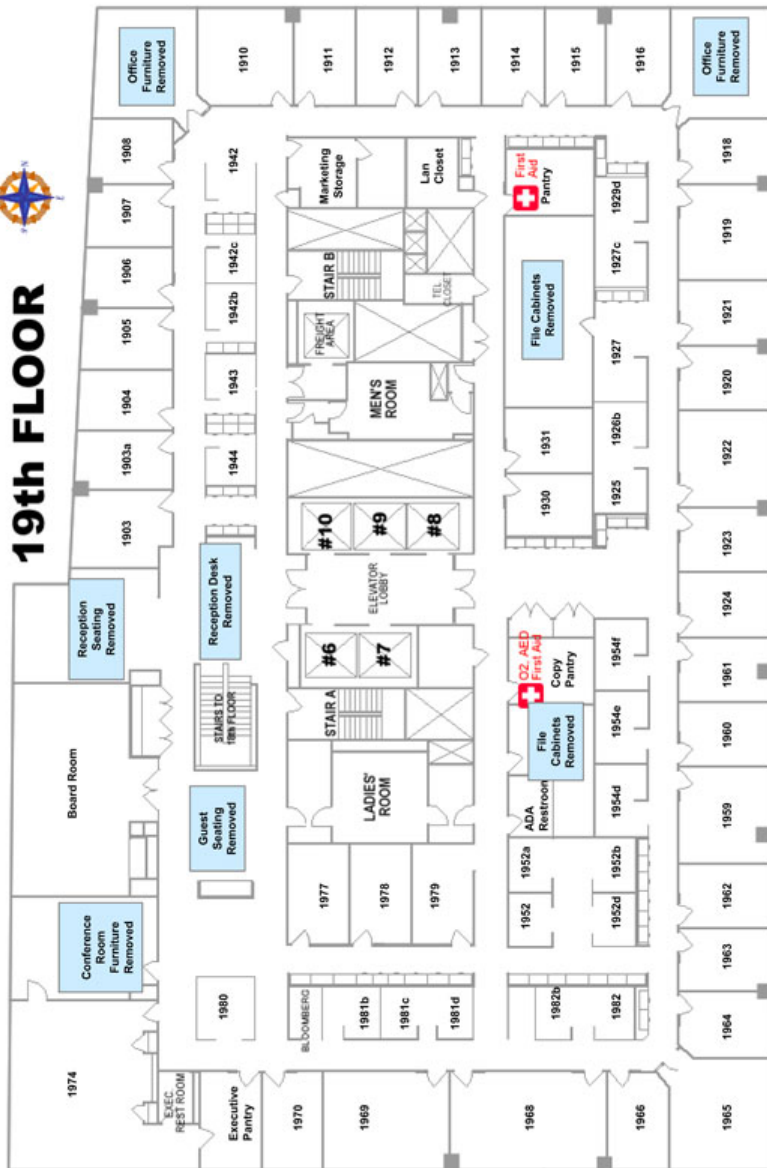 19th FLOOR
1974
Conference
Room
Furniture
Removed
Board Room
Reception
Seating
Removed
1903
1903a
1904
1905
1906
1907
1908
Office
Furniture
Removed
EXEC.
REST ROOM
Executive
Pantry
1980
Guest
Seating
Removed
STAIRS TO
18th FLOOR
Reception Desk
Removed
1944
1943
1942b
1942c
1942
1910
1970
1969
BLOOMBERG
1981b
1981c
1981d
1977
1978
1979
LADIES'
ROOM
STAIR A
#6
#7
ELEVATOR
LOBBY
#10
#9
#8
MEN'S
ROOM
FREIGHT
AREA
STAIR B
TEL
CLOSET
Marketing
Storage
Lan
Closet
1911
1912
1913
1968
1982b
1982
1952
1952a
1952d
1952b
ADA
Restroon
File
Cabinets
Removed
O2. AED
First Aid
Copy
Pantry
1954d
1954e
1954f
1930
1931
1925
1926b
1927
1927c
1929d
File Cabinets
Removed
First
Aid
Pantry
1914
1915
1916
1966
1965
1964
1963
1962
1959
1960
1961
1924
1923
1922
1920
1921
1919
1918
Office
Furniture
Removed